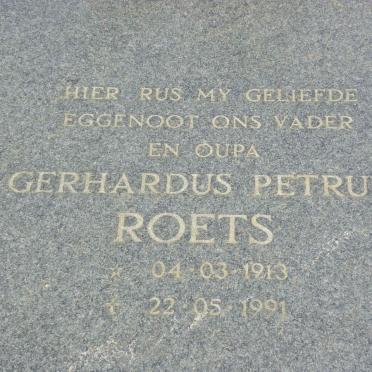 HIER RUS MY GELIEFDE
EGGENOOT ONS VADER
EN OUPA
GERHARDUS PETRU
ROETS
* 04·03·1913
† 22·05·1991